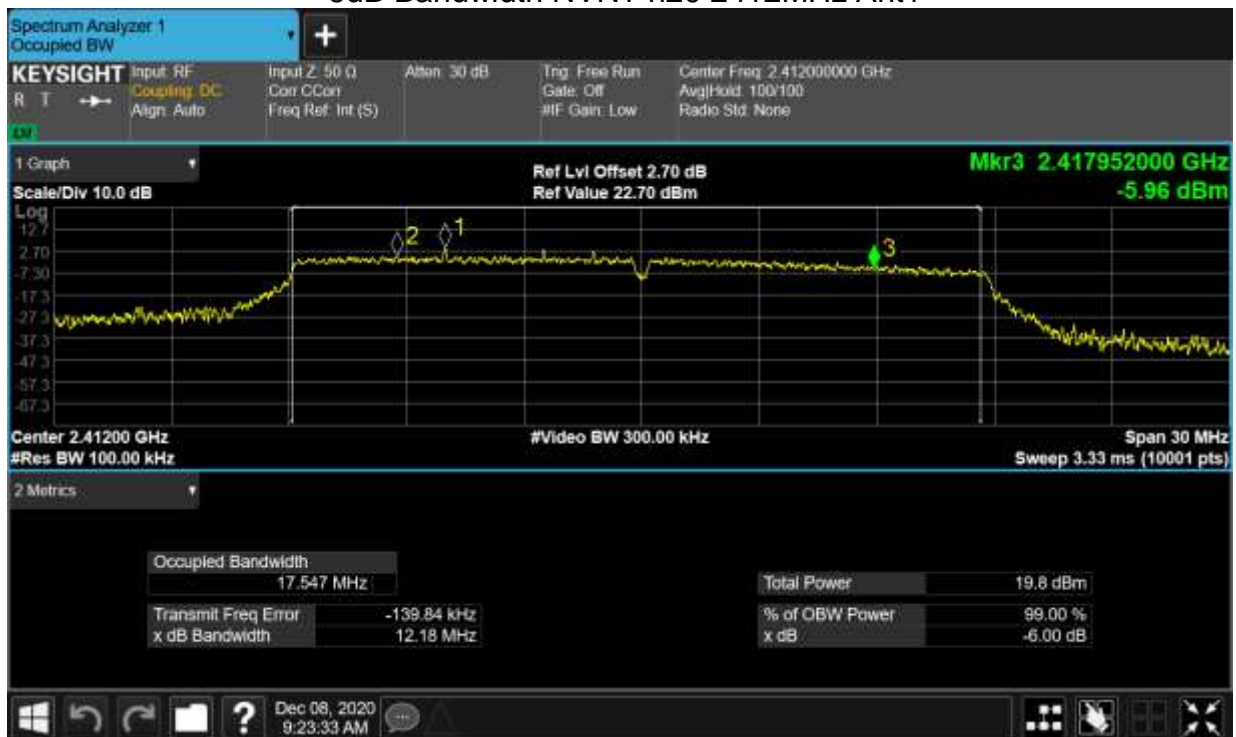 -6dB Bandwidth NVNT n20 2412MHz Ant1
Spectrum Analyzer 1
Occupied BW
KEYSIGHT
R T
Input: RF
Coupling: DC
Align: Auto
Input Z: 50 Ω
Corr CCorr
Freq Ref: Int (S)
Atten: 30 dB
Trig: Free Run
Gate: Off
#IF Gain: Low
Center Freq: 2.412000000 GHz
Avg|Hold: 100/100
Radio Std: None
1 Graph
Scale/Div 10.0 dB
Ref Lvl Offset 2.70 dB
Ref Value 22.70 dBm
Mkr3 2.417952000 GHz
-5.96 dBm
Log
12.7
2.70
-7.30
-17.3
-27.3
-37.3
-47.3
-57.3
-67.3
2
1
3
Center 2.41200 GHz
#Res BW 100.00 kHz
#Video BW 300.00 kHz
Span 30 MHz
Sweep 3.33 ms (10001 pts)
2 Metrics
Occupied Bandwidth
17.547 MHz
Transmit Freq Error -139.84 kHz
x dB Bandwidth 12.18 MHz
Total Power 19.8 dBm
% of OBW Power 99.00 %
x dB -6.00 dB
?
Dec 08, 2020
9:23:33 AM